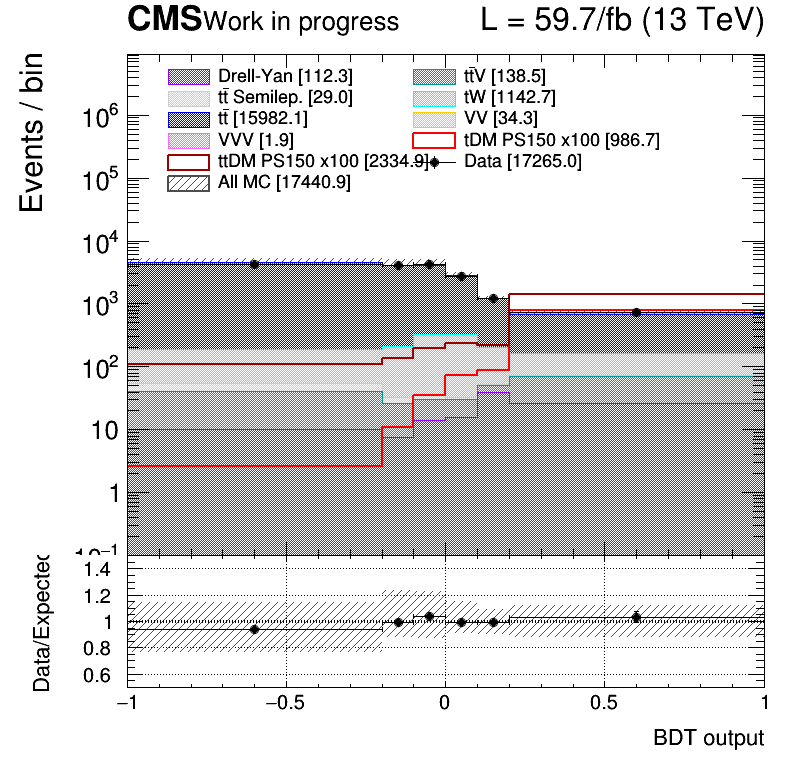 CMS Work in progress L = 59.7/fb (13 TeV)
Events / bin
Drell-Yan [112.3] tt̄V [138.5]
tt̄ Semilep. [29.0] tW [1142.7]
tt̄ [15982.1] VV [34.3]
VVV [1.9] tDM PS150 x100 [986.7]
ttDM PS150 x100 [2334.9] Data [17265.0]
All MC [17440.9]
10⁶
10⁵
10⁴
10³
10²
10
1
10⁻¹
Data/Expected
1.4
1.2
1
0.8
0.6
−1 −0.5 0 0.5 1
BDT output